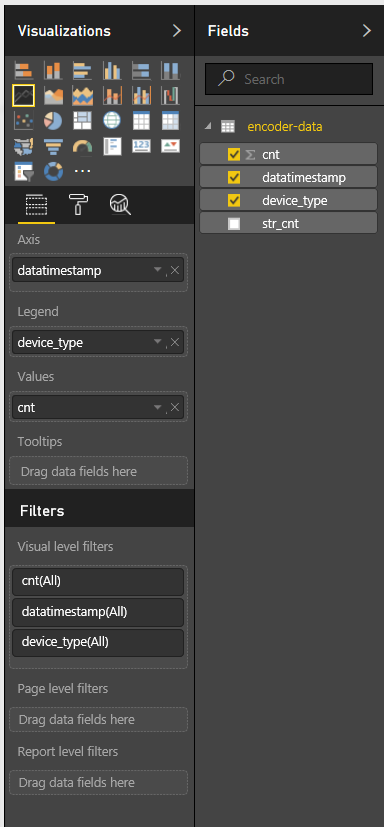 Visualizations
Axis
datatimestamp
Legend
device_type
Values
cnt
Tooltips
Drag data fields here
Filters
Visual level filters
cnt(All)
datatimestamp(All)
device_type(All)
Page level filters
Drag data fields here
Report level filters
Drag data fields here
Fields
Search
encoder-data
Σ cnt
datatimestamp
device_type
str_cnt